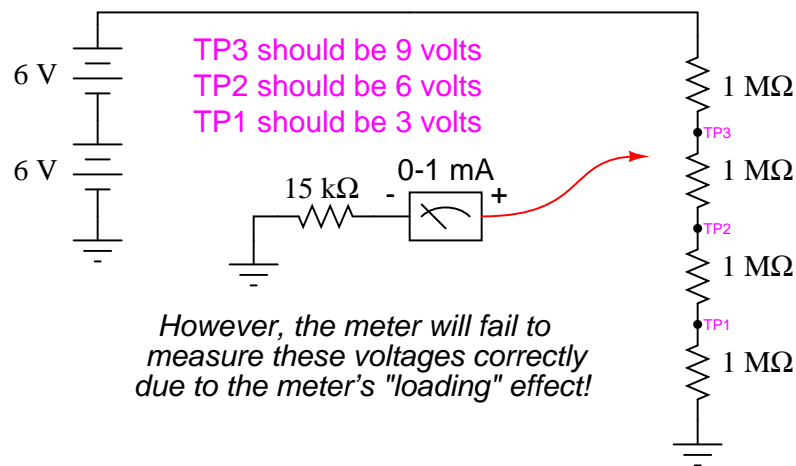 TP3 should be 9 volts
6 V
TP2 should be 6 volts
1 MΩ
TP1 should be 3 volts
TP3
6 V
0-1 mA
1 MΩ
15 kΩ
- +
TP2
1 MΩ
However, the meter will fail to
measure these voltages correctly
due to the meter's "loading" effect!
TP1
1 MΩ